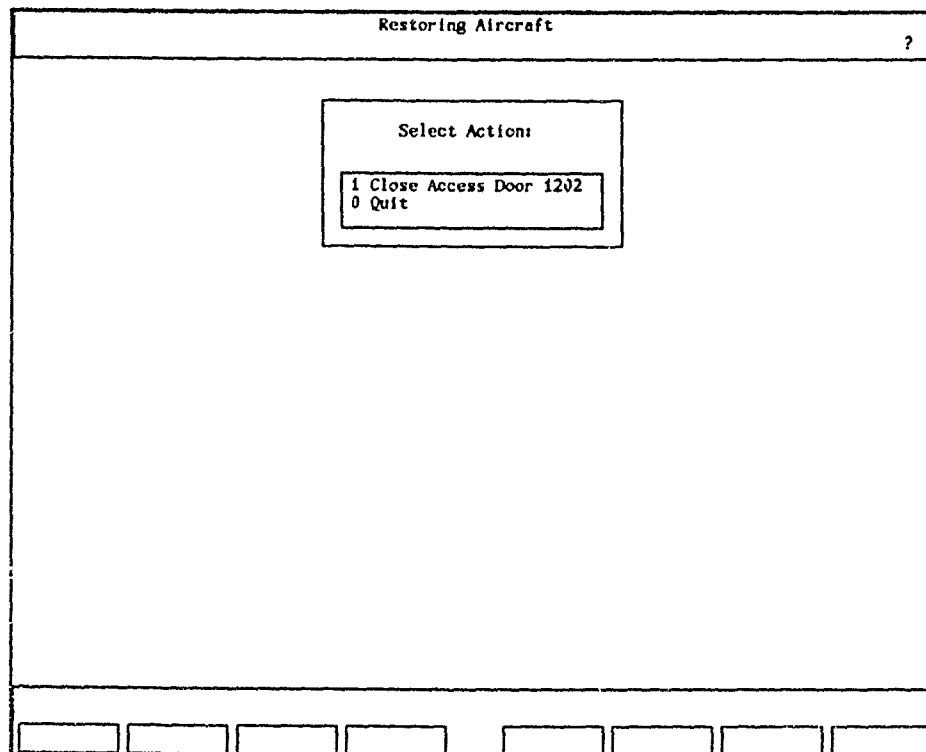 Restoring Aircraft
?
Select Action:
1 Close Access Door 1202
0 Quit